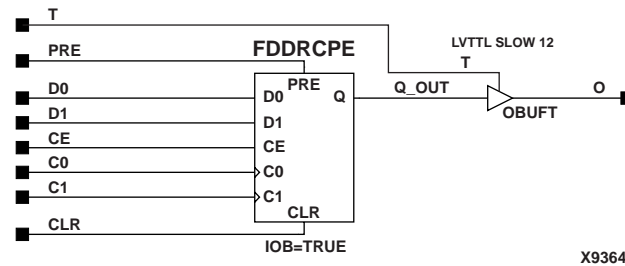 T
LVTTL SLOW 12
PRE
FDDRCPE
T
PRE
D0
D0
Q
Q_OUT
O
D1
D1
OBUFT
CE
CE
C0
C0
C1
C1
CLR
CLR
IOB=TRUE
X9364